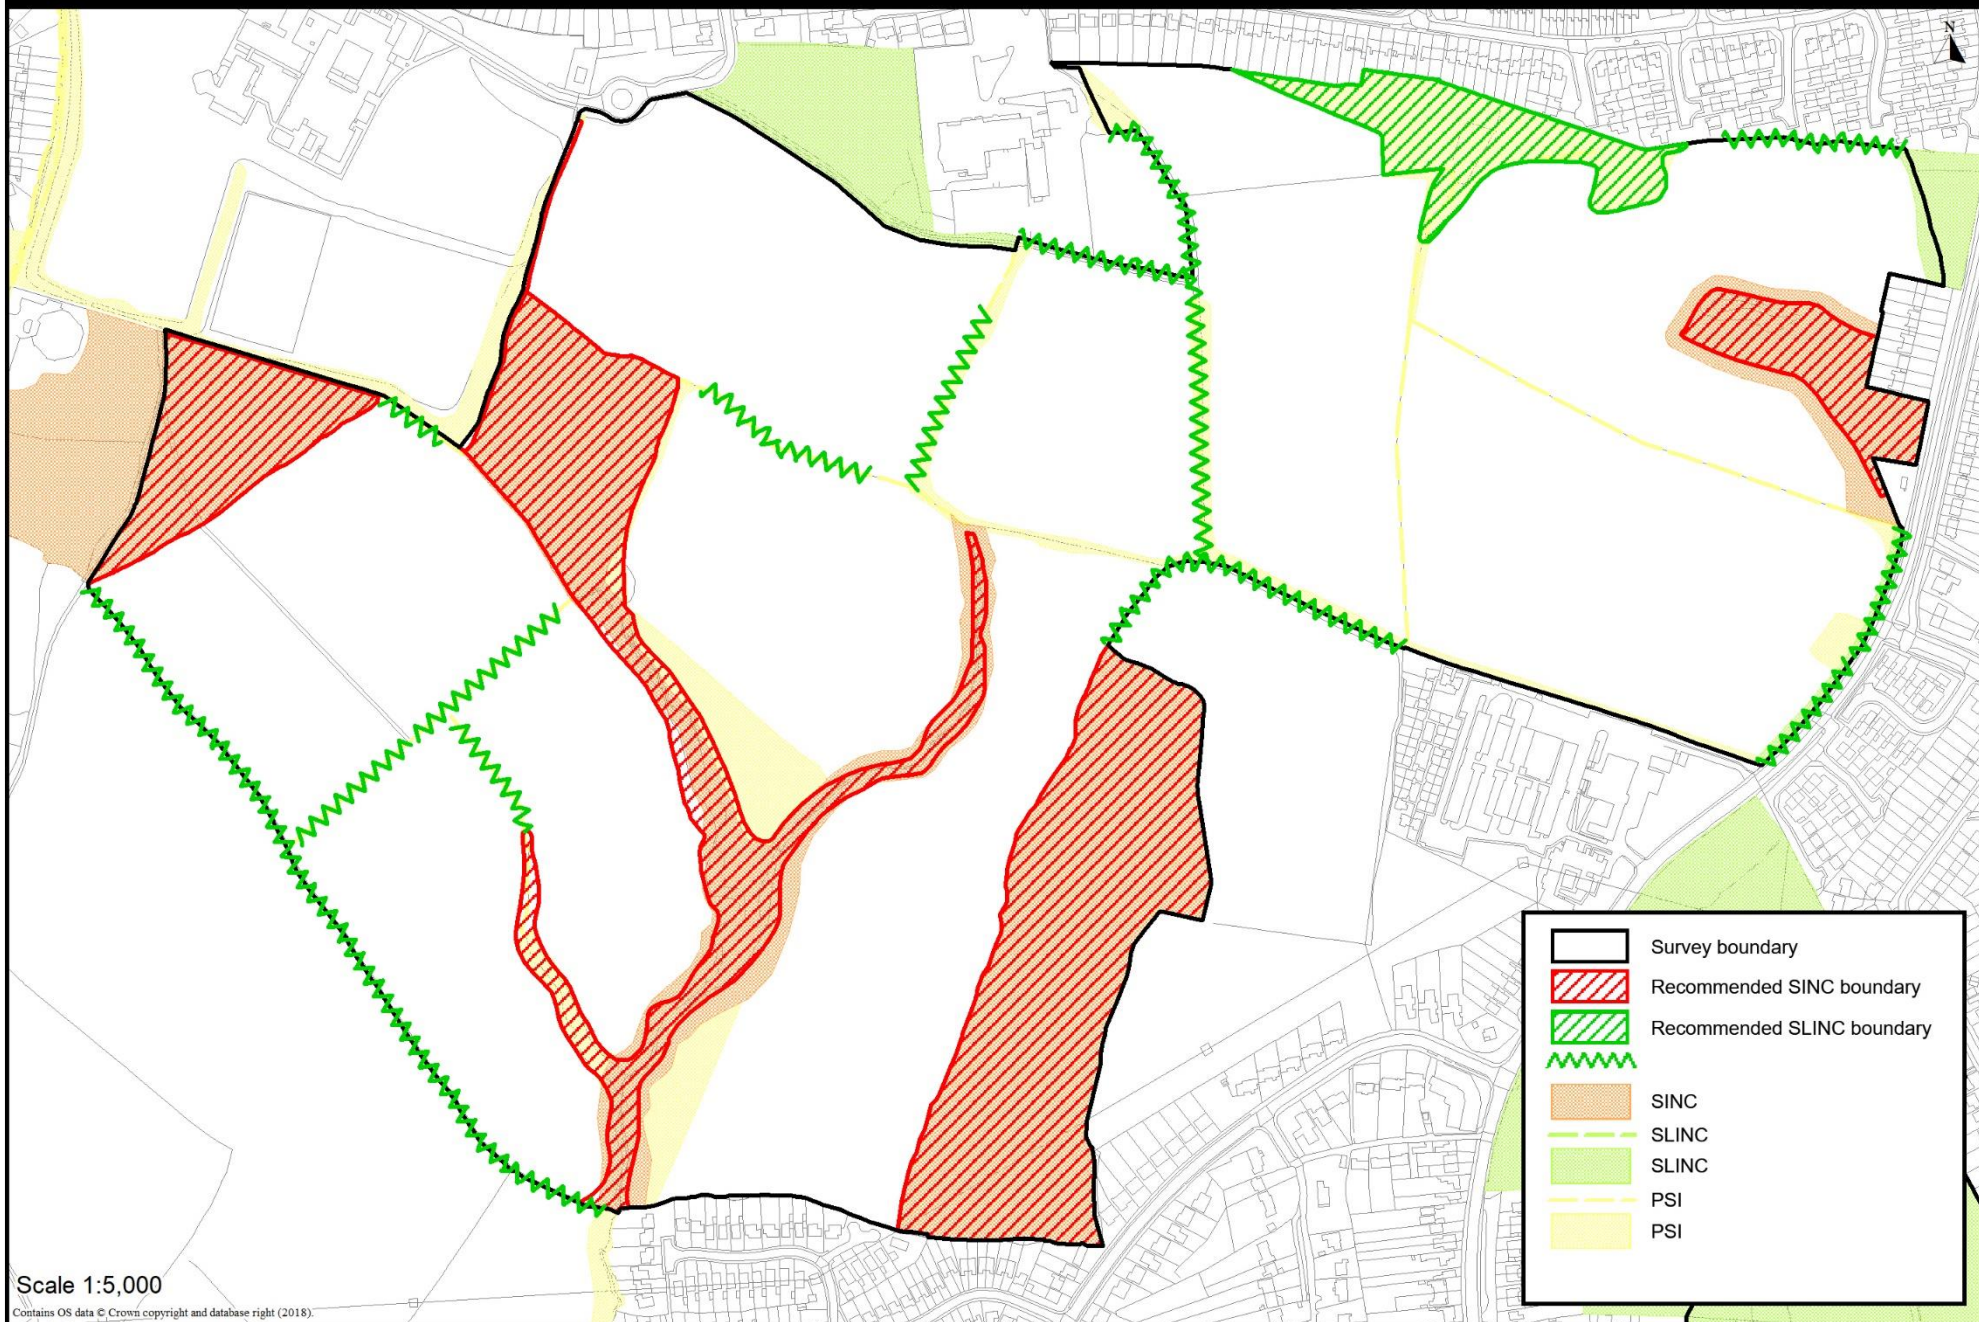 N
Survey boundary
Recommended SINC boundary
Recommended SLINC boundary
SINC
SLINC
SLINC
PSI
PSI
Scale 1:5,000
Contains OS data © Crown copyright and database right (2018).